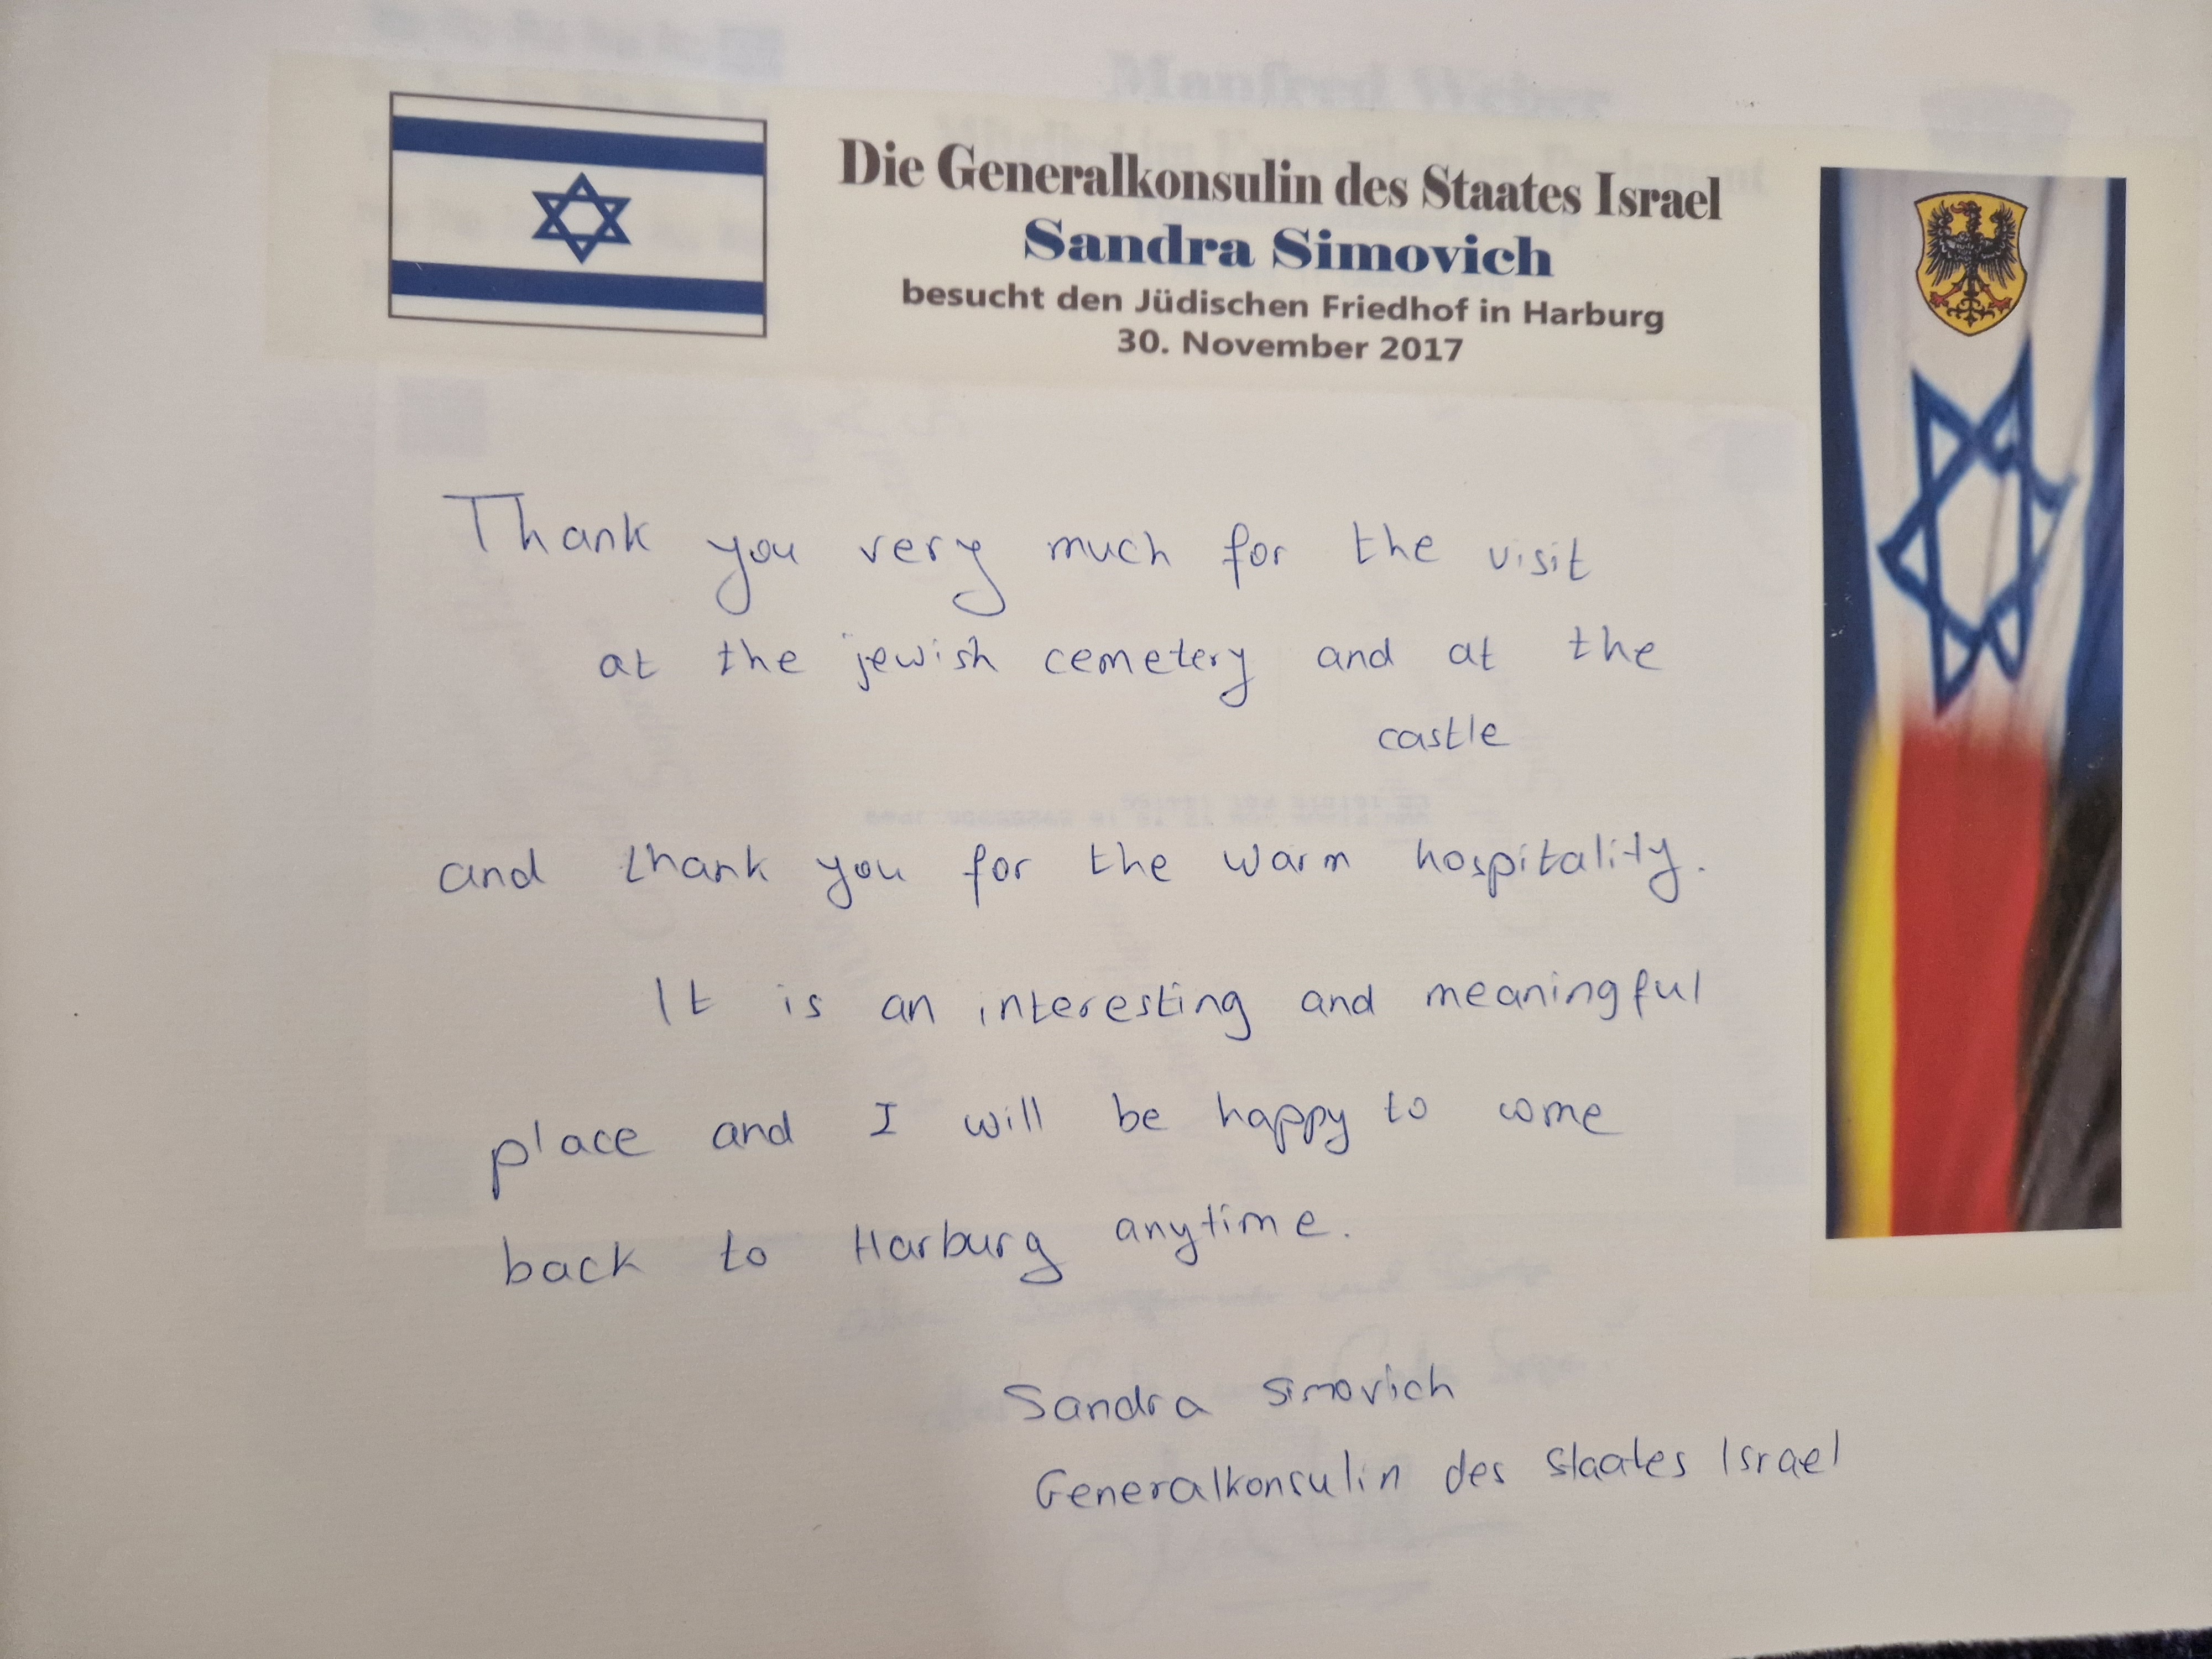 Die Generalkonsulin des Staates Israel
Sandra Simovich
besucht den Jüdischen Friedhof in Harburg
30. November 2017
Thank you very much for the visit
at the jewish cemetery and at the
castle
and thank you for the warm hospitality.
It is an interesting and meaningful
place and I will be happy to come
back to Harburg anytime.
Sandra Simovich
Generalkonsulin des Staates Israel
Manfred Weber